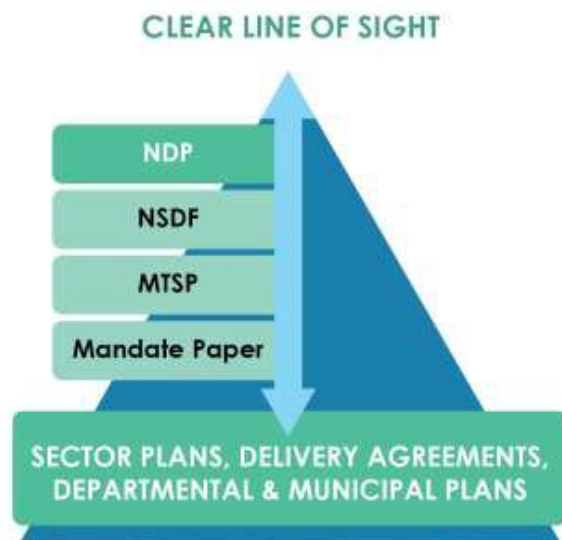 CLEAR LINE OF SIGHT
NDP
NSDF
MTSP
Mandate Paper
SECTOR PLANS, DELIVERY AGREEMENTS,
DEPARTMENTAL & MUNICIPAL PLANS